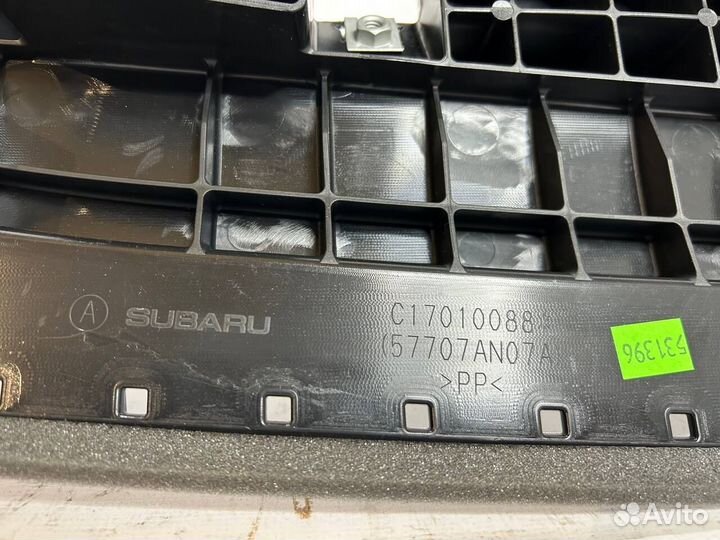 A SUBARU
C17010088
(57707AN07A
>PP<
531396
Avito